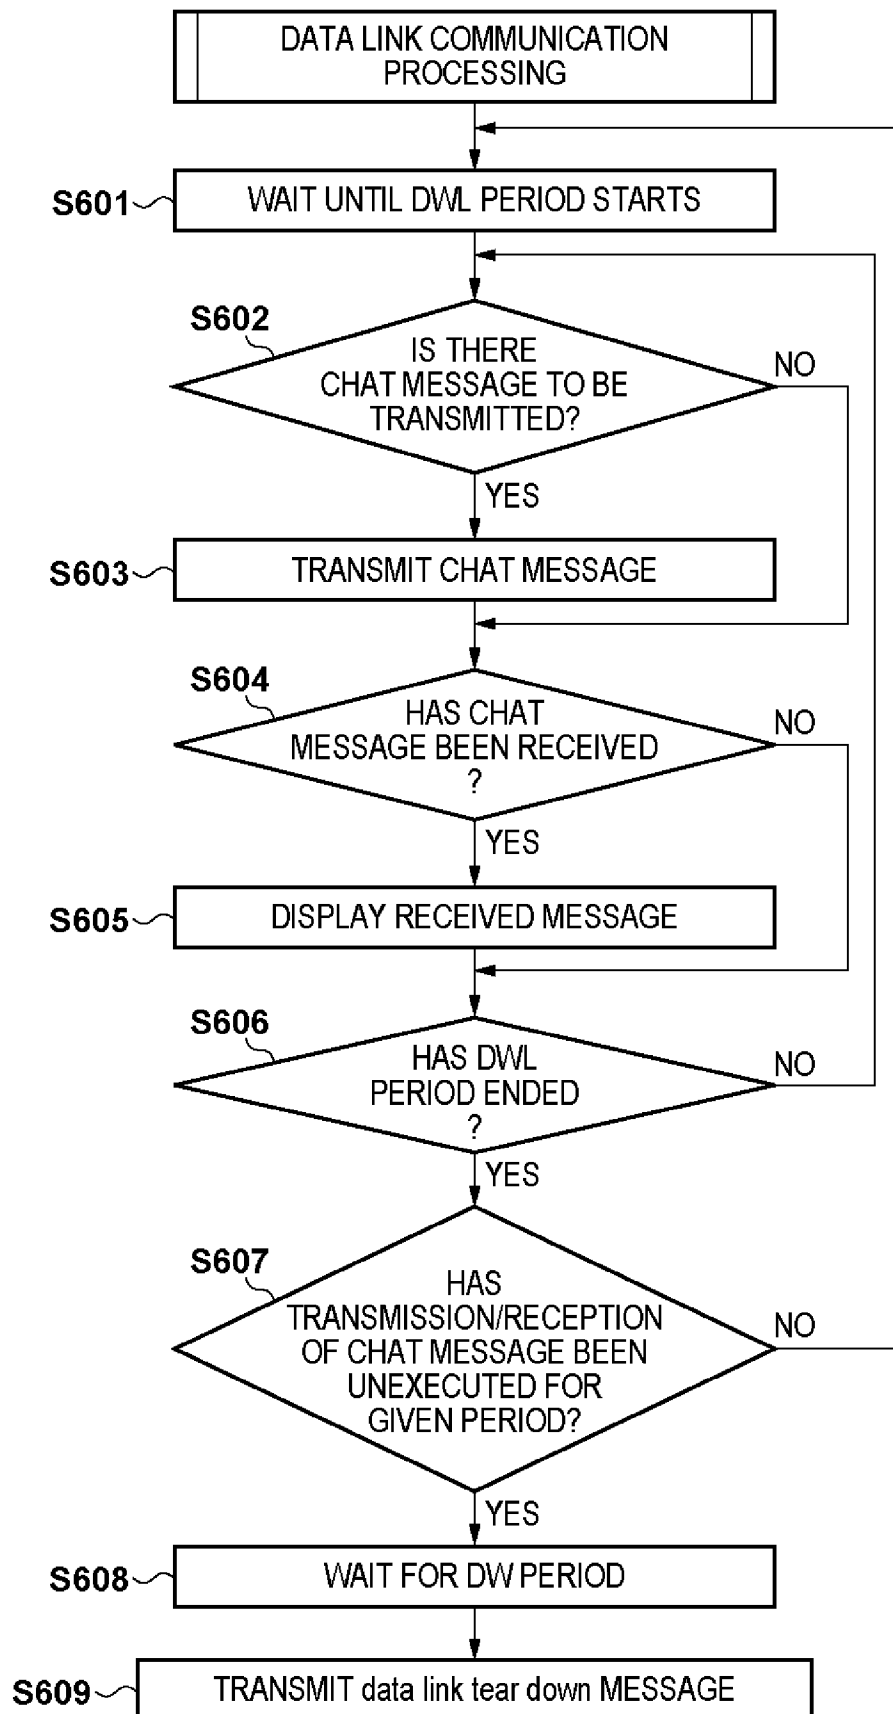 DATA LINK COMMUNICATION
PROCESSING
S601
WAIT UNTIL DWL PERIOD STARTS
S602
IS THERE
CHAT MESSAGE TO BE
TRANSMITTED?
NO
YES
S603
TRANSMIT CHAT MESSAGE
S604
HAS CHAT
MESSAGE BEEN RECEIVED
?
NO
YES
S605
DISPLAY RECEIVED MESSAGE
S606
HAS DWL
PERIOD ENDED
?
NO
YES
S607
HAS
TRANSMISSION/RECEPTION
OF CHAT MESSAGE BEEN
UNEXECUTED FOR
GIVEN PERIOD?
NO
YES
S608
WAIT FOR DW PERIOD
S609
TRANSMIT data link tear down MESSAGE